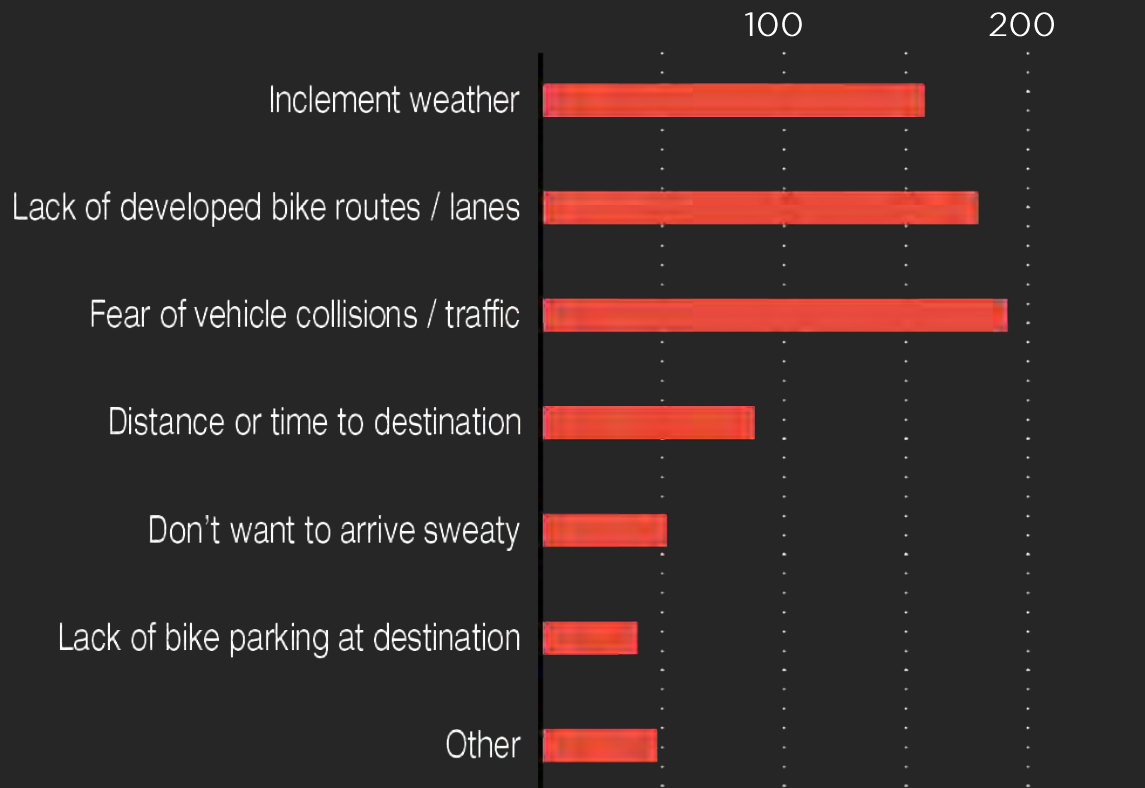 100 200
Inclement weather
Lack of developed bike routes / lanes
Fear of vehicle collisions / traffic
Distance or time to destination
Don’t want to arrive sweaty
Lack of bike parking at destination
Other